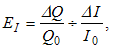 E_I = ΔQ/Q_0 ÷ ΔI/I_0,